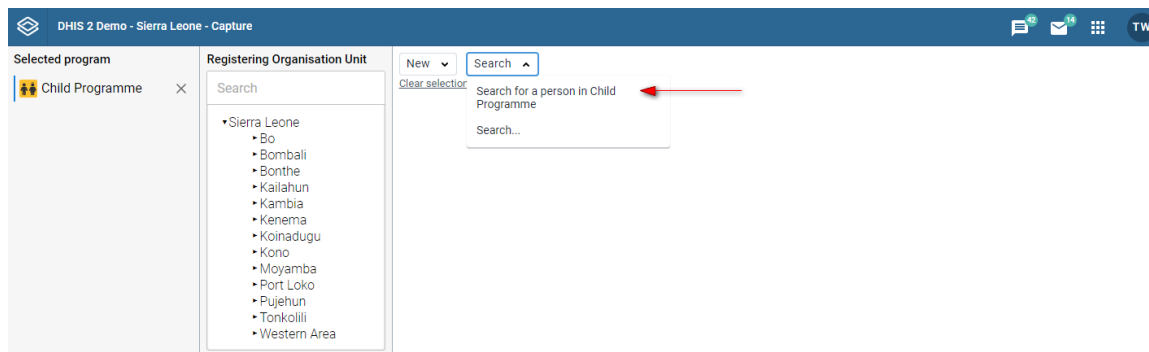 DHIS 2 Demo - Sierra Leone - Capture
42
14
TW
Selected program
Child Programme
Registering Organisation Unit
Search
Sierra Leone
Bo
Bombali
Bonthe
Kailahun
Kambia
Kenema
Koinadugu
Kono
Moyamba
Port Loko
Pujehun
Tonkolili
Western Area
New
Search
Clear selection
Search for a person in Child
Programme
Search...